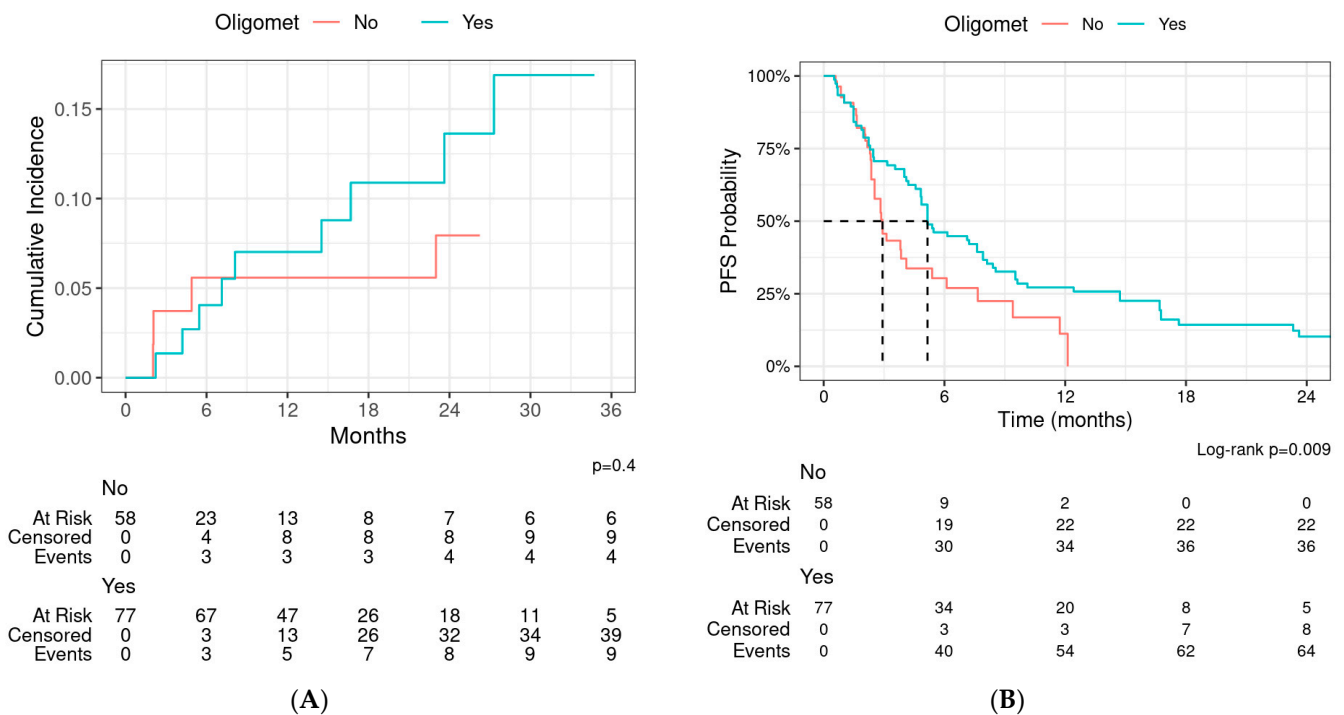 Oligomet No Yes
Cumulative Incidence
0.15
0.10
0.05
0.00
0 6 12 18 24 30 36
Months
p=0.4
No
At Risk 58 23 13 8 7 6 6
Censored 0 4 8 8 8 9 9
Events 0 3 3 3 4 4 4
Yes
At Risk 77 67 47 26 18 11 5
Censored 0 3 13 26 32 34 39
Events 0 3 5 7 8 9 9
(A)
Oligomet No Yes
PFS Probability
100%
75%
50%
25%
0%
0 6 12 18 24
Time (months)
Log-rank p=0.009
No
At Risk 58 9 2 0 0
Censored 0 19 22 22 22
Events 0 30 34 36 36
Yes
At Risk 77 34 20 8 5
Censored 0 3 3 7 8
Events 0 40 54 62 64
(B)